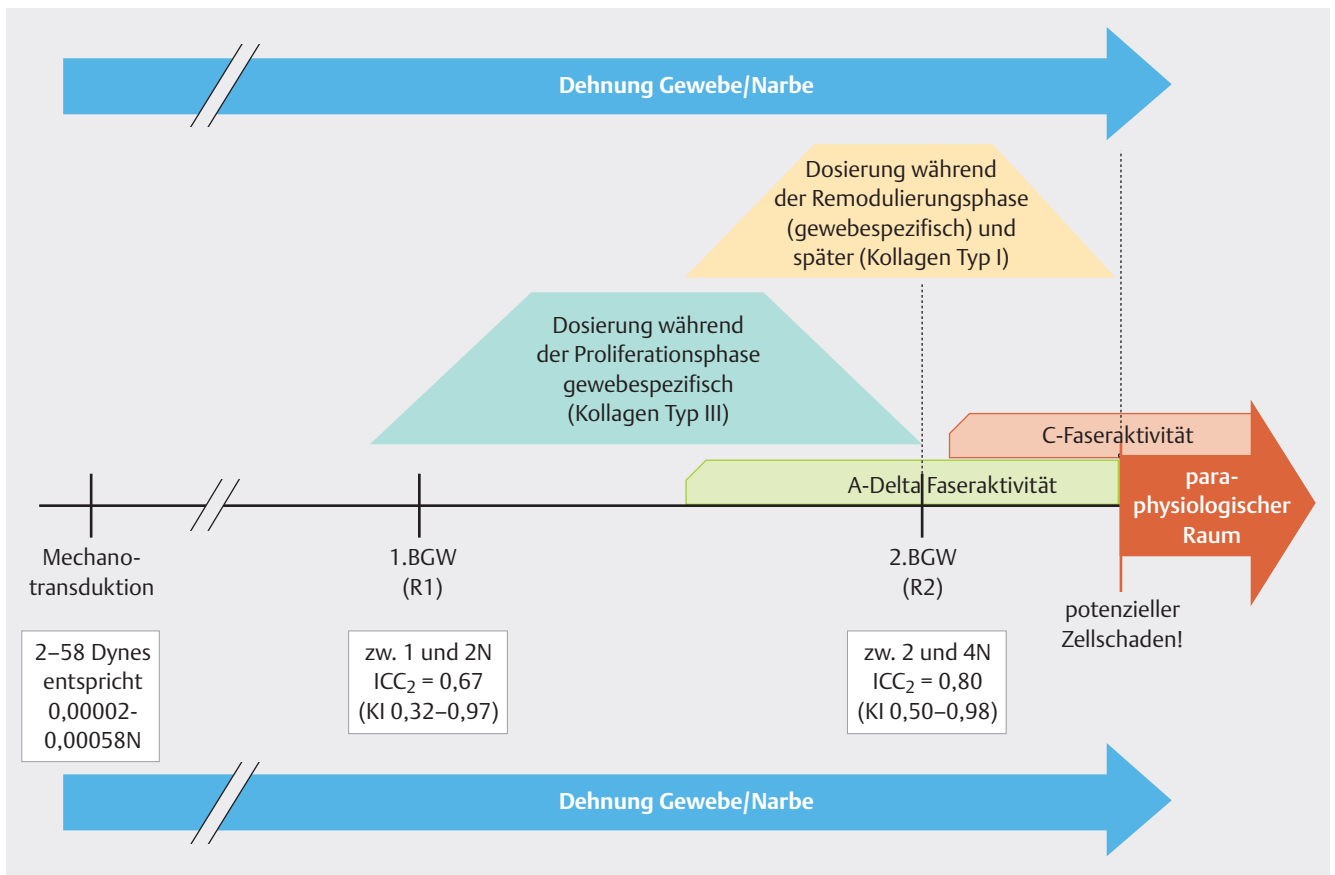 Dehnung Gewebe/Narbe
Dosierung während
der Remodulierungsphase
(gewebespezifisch) und
später (Kollagen Typ I)
Dosierung während
der Proliferationsphase
gewebespezifisch
(Kollagen Typ III)
C-Faseraktivität
A-Delta Faseraktivität
para-
physiologischer
Raum
Mechano-
transduktion
1.BGW
(R1)
2.BGW
(R2)
potenzieller
Zellschaden!
2–58 Dynes
entspricht
0,00002-
0,00058N
zw. 1 und 2N
ICC₂ = 0,67
(KI 0,32–0,97)
zw. 2 und 4N
ICC₂ = 0,80
(KI 0,50–0,98)
Dehnung Gewebe/Narbe